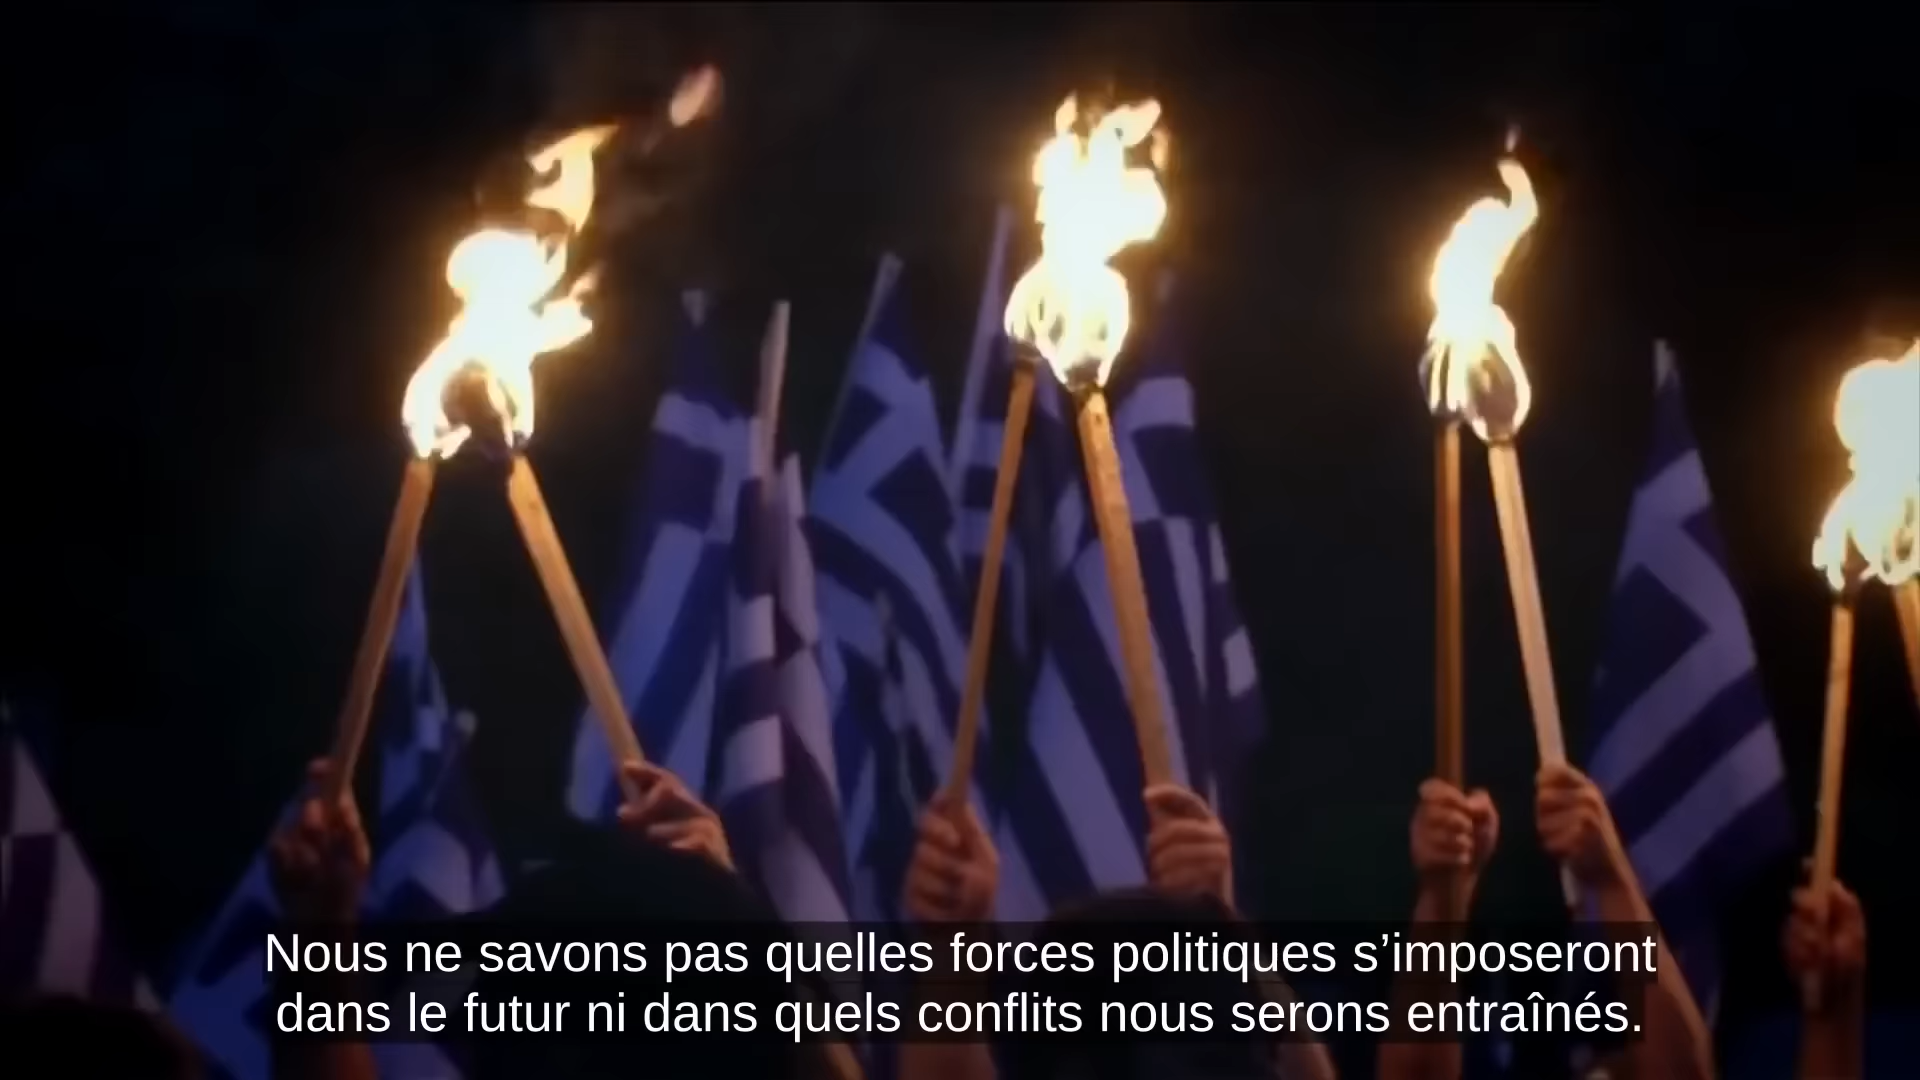 Nous ne savons pas quelles forces politiques s’imposeront
dans le futur ni dans quels conflits nous serons entraînés.